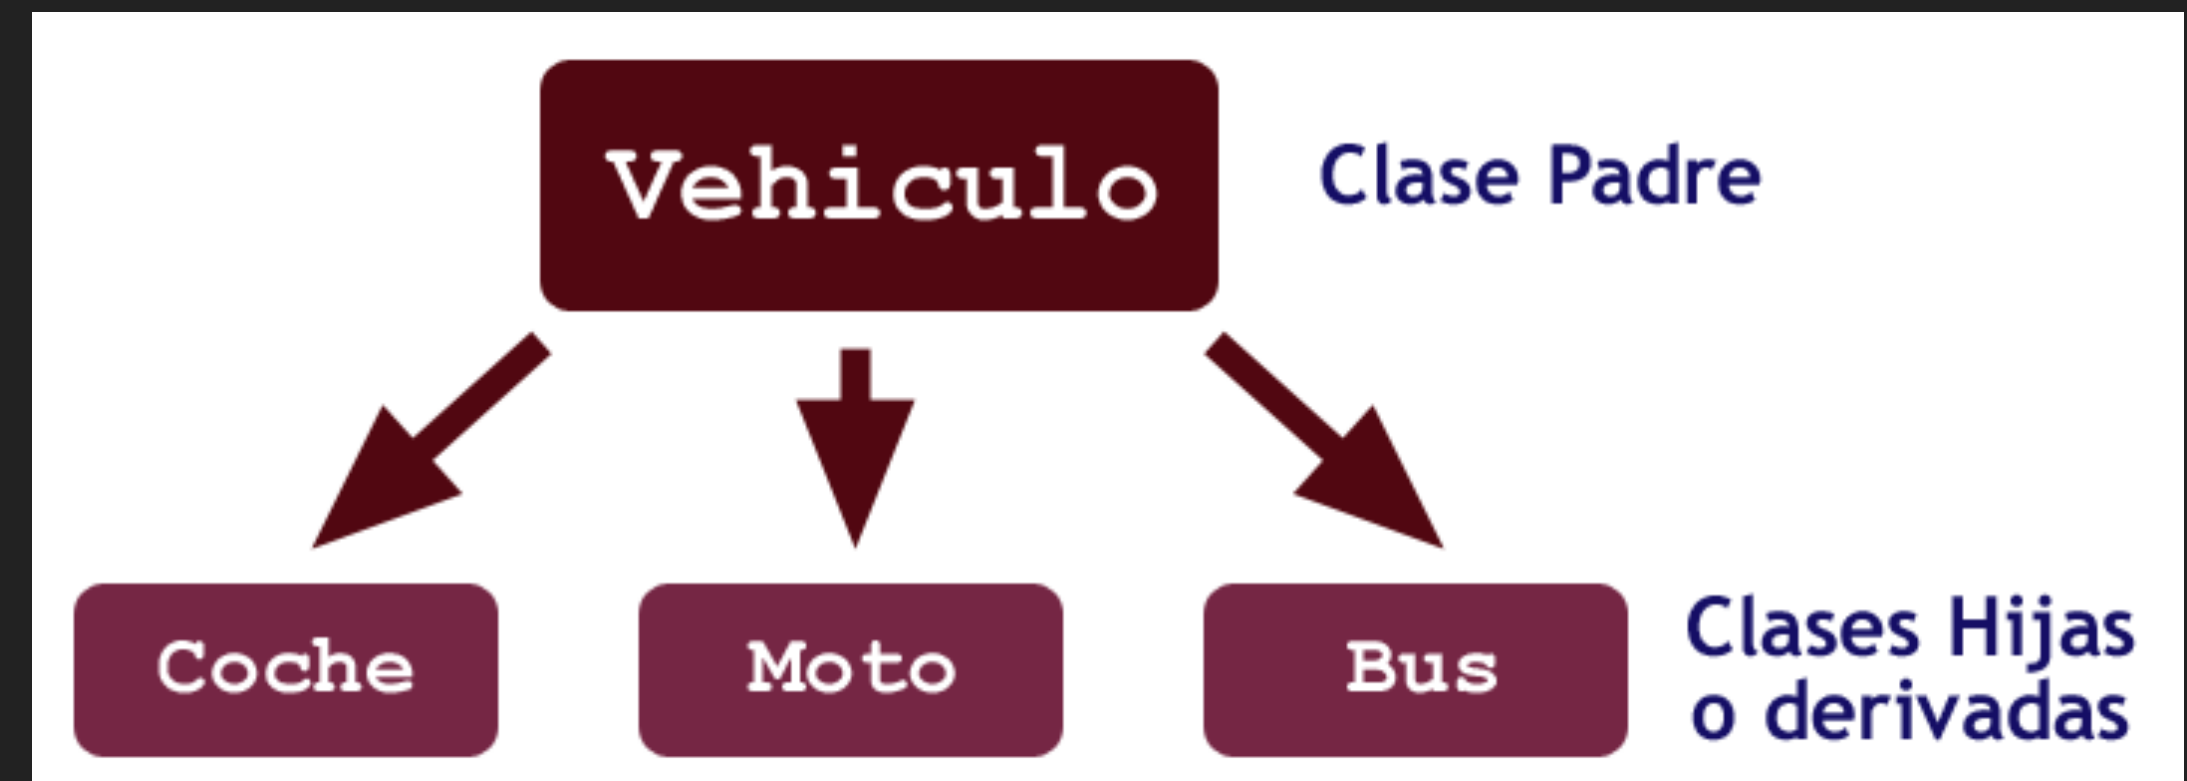 Vehiculo
Clase Padre
Coche
Moto
Bus
Clases Hijas
o derivadas